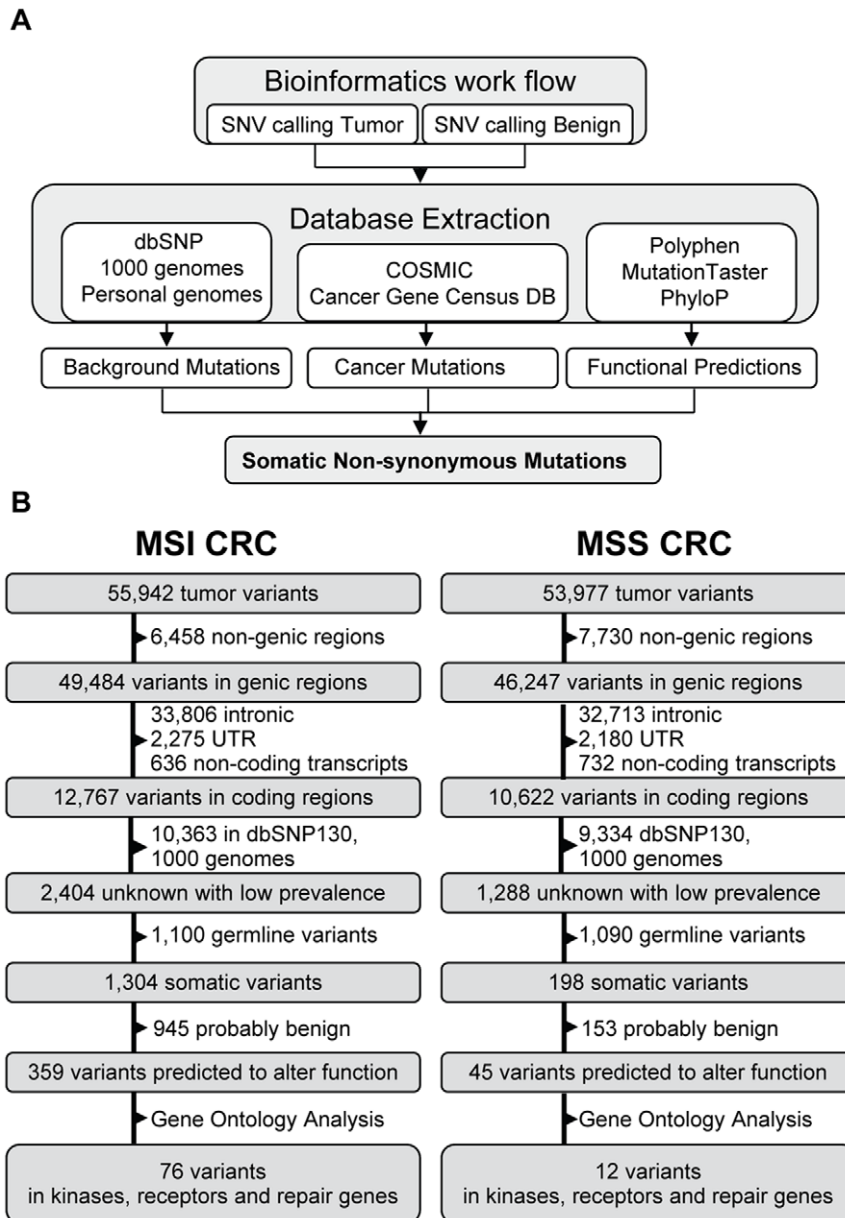 A
Bioinformatics work flow
SNV calling Tumor
SNV calling Benign
Database Extraction
dbSNP
1000 genomes
Personal genomes
COSMIC
Cancer Gene Census DB
Polyphen
MutationTaster
PhyloP
Background Mutations
Cancer Mutations
Functional Predictions
Somatic Non-synonymous Mutations
B
MSI CRC
55,942 tumor variants
6,458 non-genic regions
49,484 variants in genic regions
33,806 intronic
2,275 UTR
636 non-coding transcripts
12,767 variants in coding regions
10,363 in dbSNP130,
1000 genomes
2,404 unknown with low prevalence
1,100 germline variants
1,304 somatic variants
945 probably benign
359 variants predicted to alter function
Gene Ontology Analysis
76 variants
in kinases, receptors and repair genes
MSS CRC
53,977 tumor variants
7,730 non-genic regions
46,247 variants in genic regions
32,713 intronic
2,180 UTR
732 non-coding transcripts
10,622 variants in coding regions
9,334 dbSNP130,
1000 genomes
1,288 unknown with low prevalence
1,090 germline variants
198 somatic variants
153 probably benign
45 variants predicted to alter function
Gene Ontology Analysis
12 variants
in kinases, receptors and repair genes